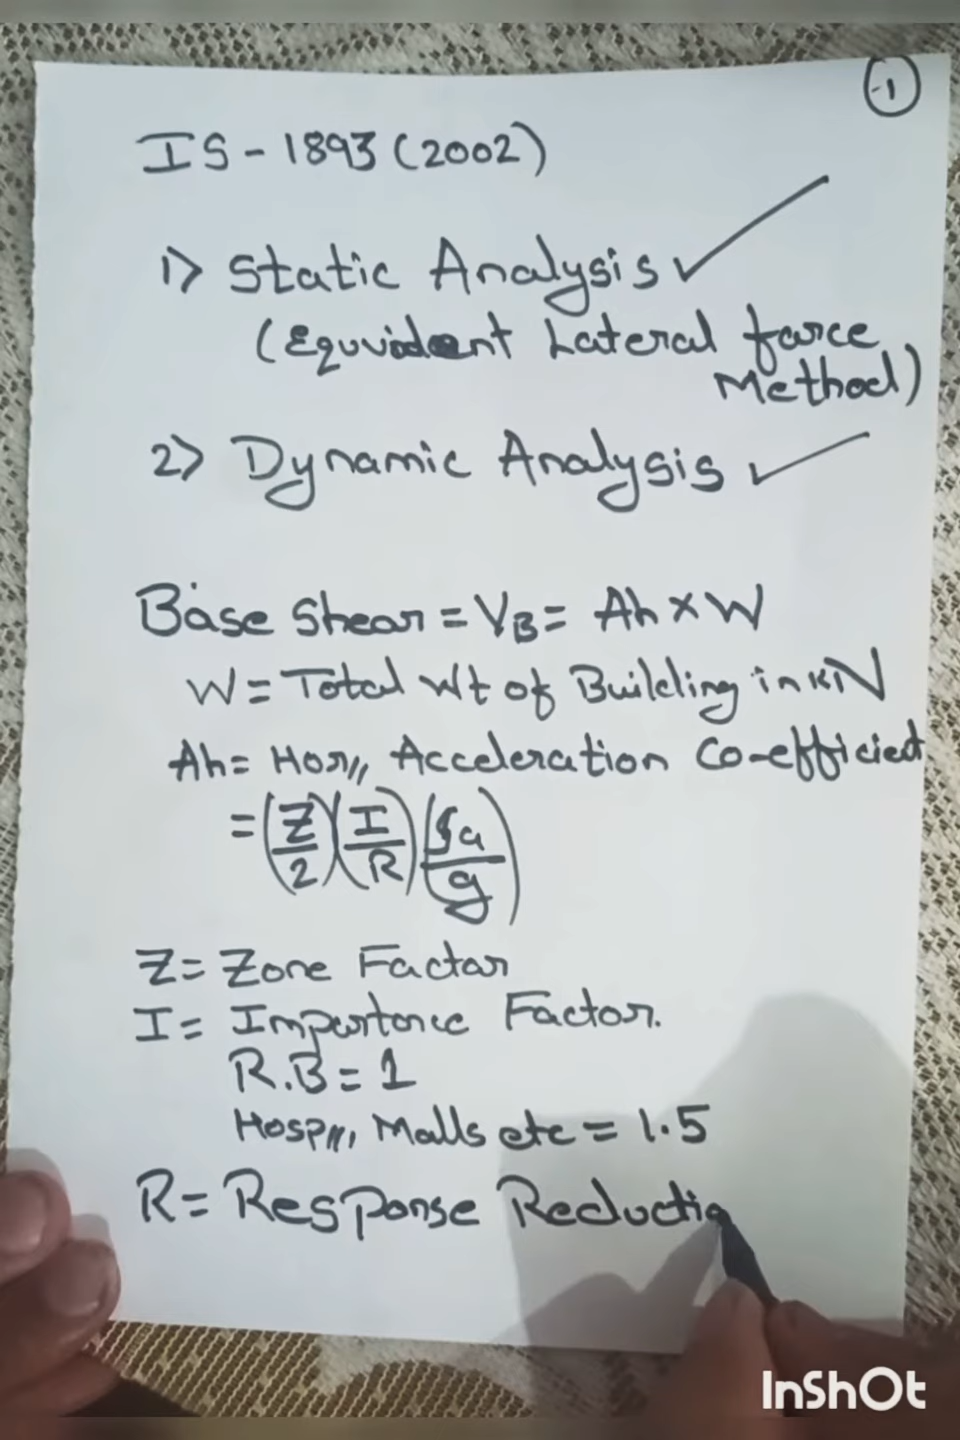 -1
IS-1893 (2002)
1) Static Analysis ✓
(Equvident Lateral force
Method)
2) Dynamic Analysis ✓
Base Shear = VB = Ah × W
W = Total Wt of Building in kN
Ah = Hor//, Acceleration Co-efficient
= (Z/2) (I/R) (Sa/g)
Z = Zone Factor
I = Importance Factor.
R.B = 1
Hosp//, Malls etc = 1.5
R = Response Reductio
InShOt